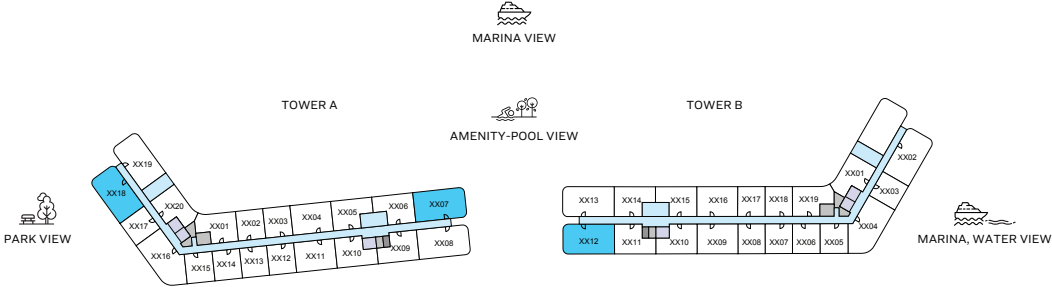 MARINA VIEW
TOWER A
TOWER B
AMENITY-POOL VIEW
PARK VIEW
MARINA, WATER VIEW
XX19
XX18
XX20
XX17
XX16
XX01
XX02
XX03
XX04
XX05
XX06
XX07
XX15
XX14
XX13
XX12
XX11
XX10
XX09
XX08
XX13
XX14
XX15
XX16
XX17
XX18
XX19
XX01
XX02
XX03
XX04
XX12
XX11
XX10
XX09
XX08
XX07
XX06
XX05